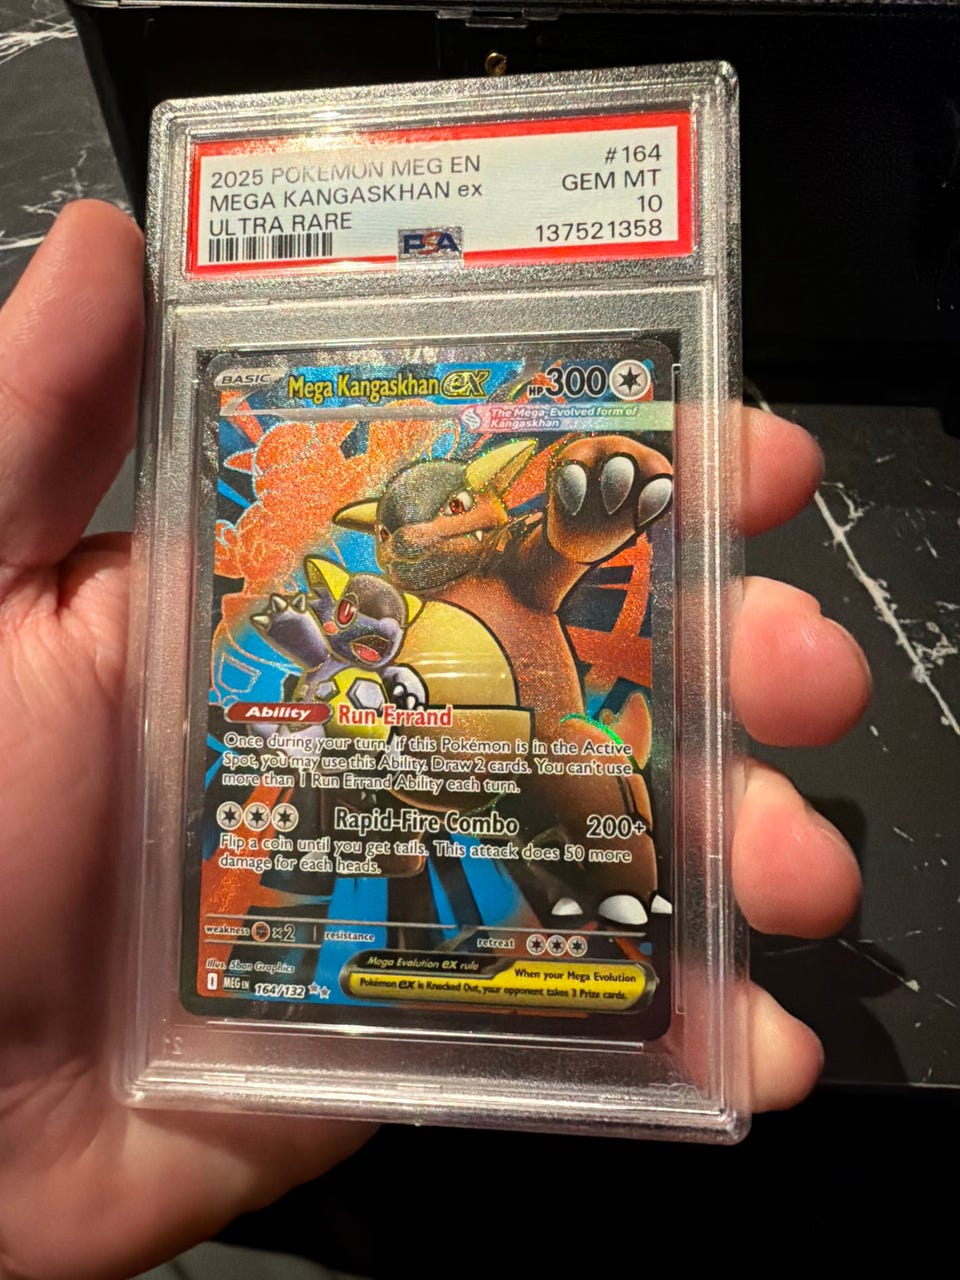 2025 POKEMON MEG EN #164
MEGA KANGASKHAN ex GEM MT
ULTRA RARE 10
PSA 137521358
BASIC Mega Kangaskhan ex HP 300
The Mega-Evolved form of
Kangaskhan
Ability Run Errand
Once during your turn, if this Pokémon is in the Active
Spot, you may use this Ability. Draw 2 cards. You can't use
more than 1 Run Errand Ability each turn.
Rapid-Fire Combo 200+
Flip a coin until you get tails. This attack does 50 more
damage for each heads.
weakness ×2 resistance retreat
Illus. 5ban Graphics
Mega Evolution ex rule
When your Mega Evolution
Pokémon ex is Knocked Out, your opponent takes 3 Prize cards.
I MEG EN 164/132